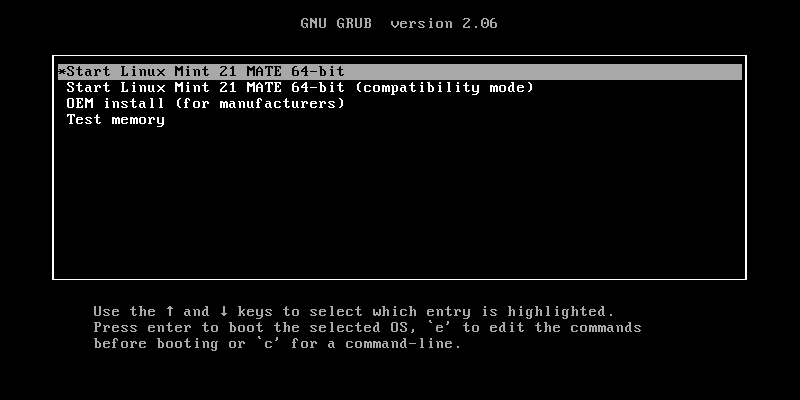 GNU GRUB  version 2.06
*Start Linux Mint 21 MATE 64-bit
Start Linux Mint 21 MATE 64-bit (compatibility mode)
OEM install (for manufacturers)
Test memory
Use the ↑ and ↓ keys to select which entry is highlighted.
Press enter to boot the selected OS, `e' to edit the commands
before booting or `c' for a command-line.